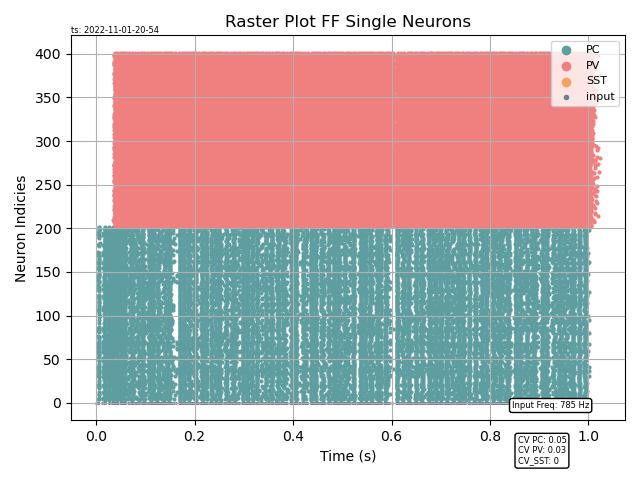 Raster Plot FF Single Neurons
ts: 2022-11-01-20-54
PC
PV
SST
input
400
350
300
250
200
150
100
50
0
Neuron Indicies
Input Freq: 785 Hz
0.0 0.2 0.4 0.6 0.8 1.0
Time (s)
CV PC: 0.05
CV PV: 0.03
CV_SST: 0